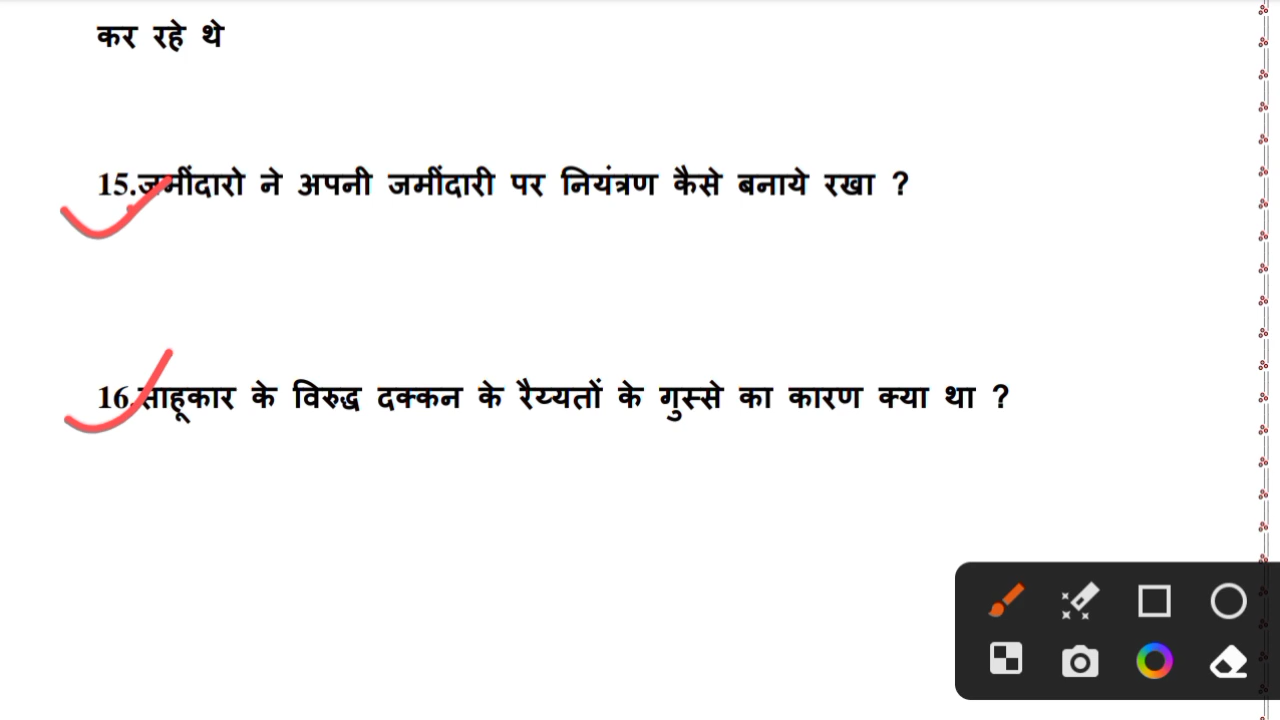 कर रहे थे
15.जमींदारो ने अपनी जमींदारी पर नियंत्रण कैसे बनाये रखा ?
16.साहूकार के विरुद्ध दक्कन के रैय्यतों के गुस्से का कारण क्या था ?